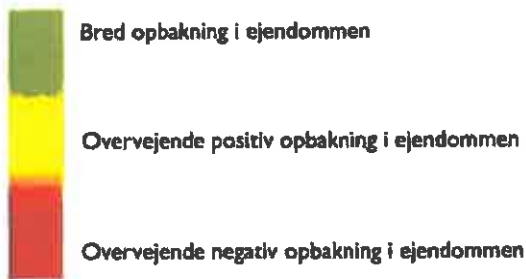 Bred opbakning i ejendommen
Overvejende positiv opbakning i ejendommen
Overvejende negativ opbakning i ejendommen